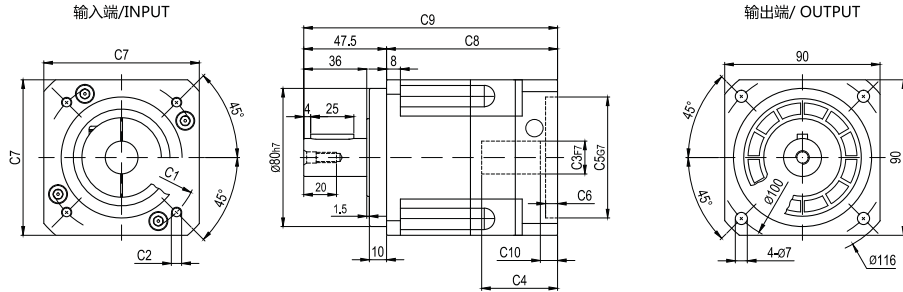 输入端/INPUT
C7
C7
45°
45°
C1
C2
C9
47.5
C8
36
8
4
25
Ø80h7
20
1.5
10
C3F7
C5G7
C6
C10
C4
输出端/ OUTPUT
90
90
45°
45°
Ø100
4-Ø7
Ø116